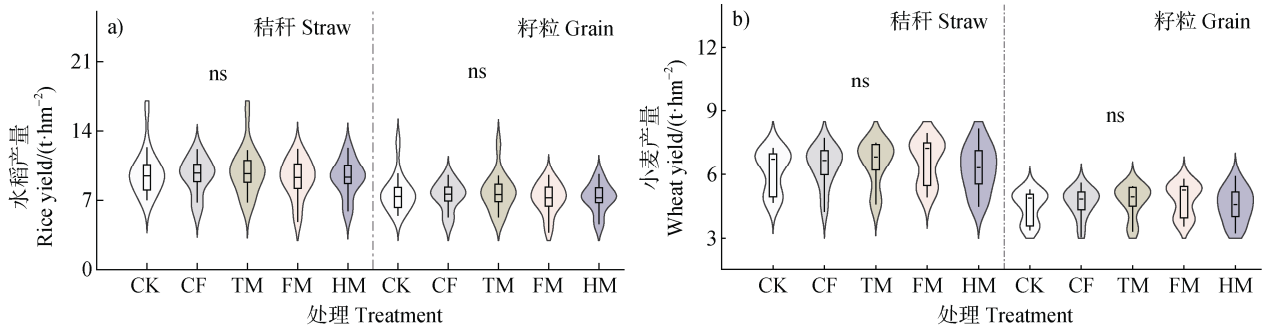 a)
秸秆 Straw
籽粒 Grain
ns
ns
21
14
7
0
水稻产量
Rice yield/(t·hm⁻²)
CK CF TM FM HM CK CF TM FM HM
处理 Treatment
b)
秸秆 Straw
籽粒 Grain
ns
ns
12
9
6
3
小麦产量
Wheat yield/(t·hm⁻²)
CK CF TM FM HM CK CF TM FM HM
处理 Treatment